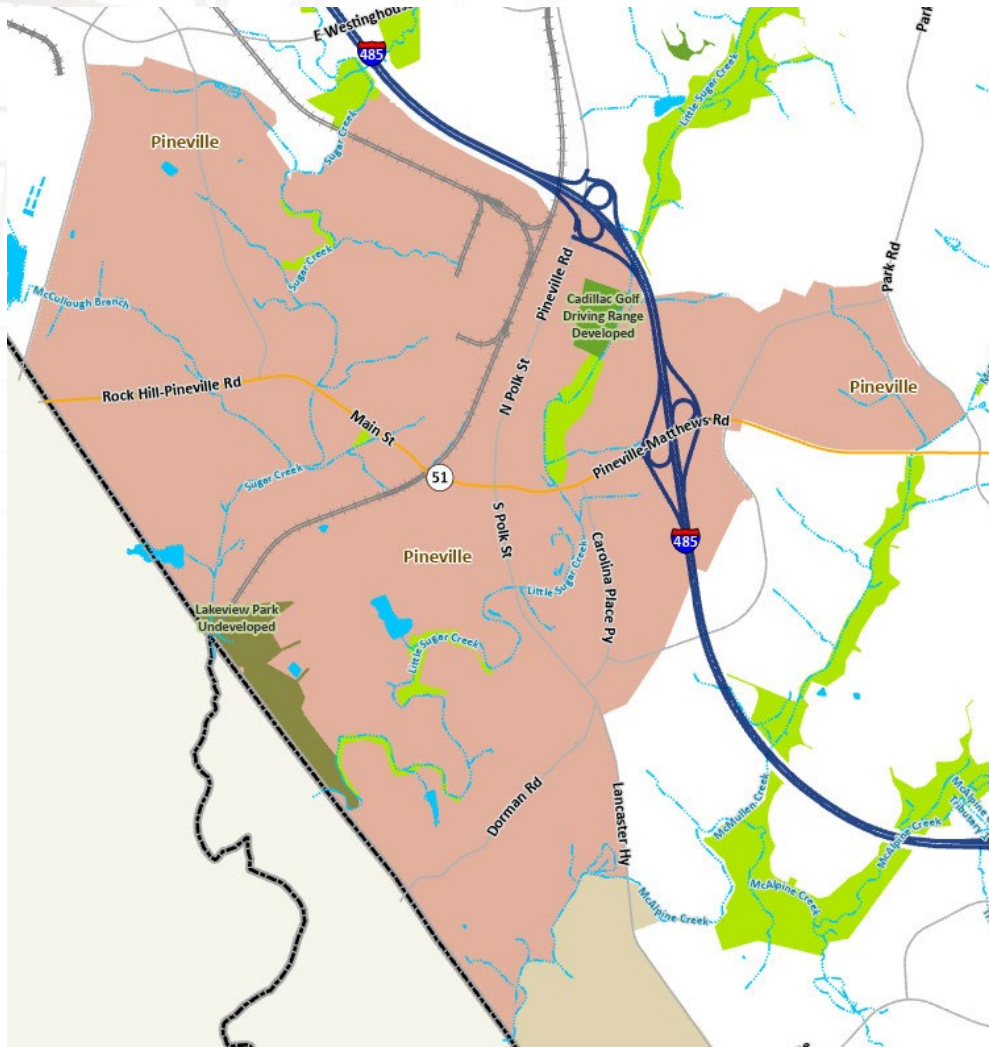 E Westinghouse
485
Park
Pineville
Sugar Creek
Little Sugar Creek
Sugar Creek
McCullough Branch
Pineville Rd
Cadillac Golf
Driving Range
Developed
Park Rd
Rock Hill-Pineville Rd
Main St
N Polk St
Pineville
Pineville-Matthews Rd
Sugar Creek
51
S Polk St
485
Pineville
Carolina Place Py
Little Sugar Creek
Lakeview Park
Undeveloped
Little Sugar Creek
Dorman Rd
Lancaster Hy
McMullen Creek
McAlpine Creek
McAlpine
Tributary
McAlpine Creek
McAlpine Creek